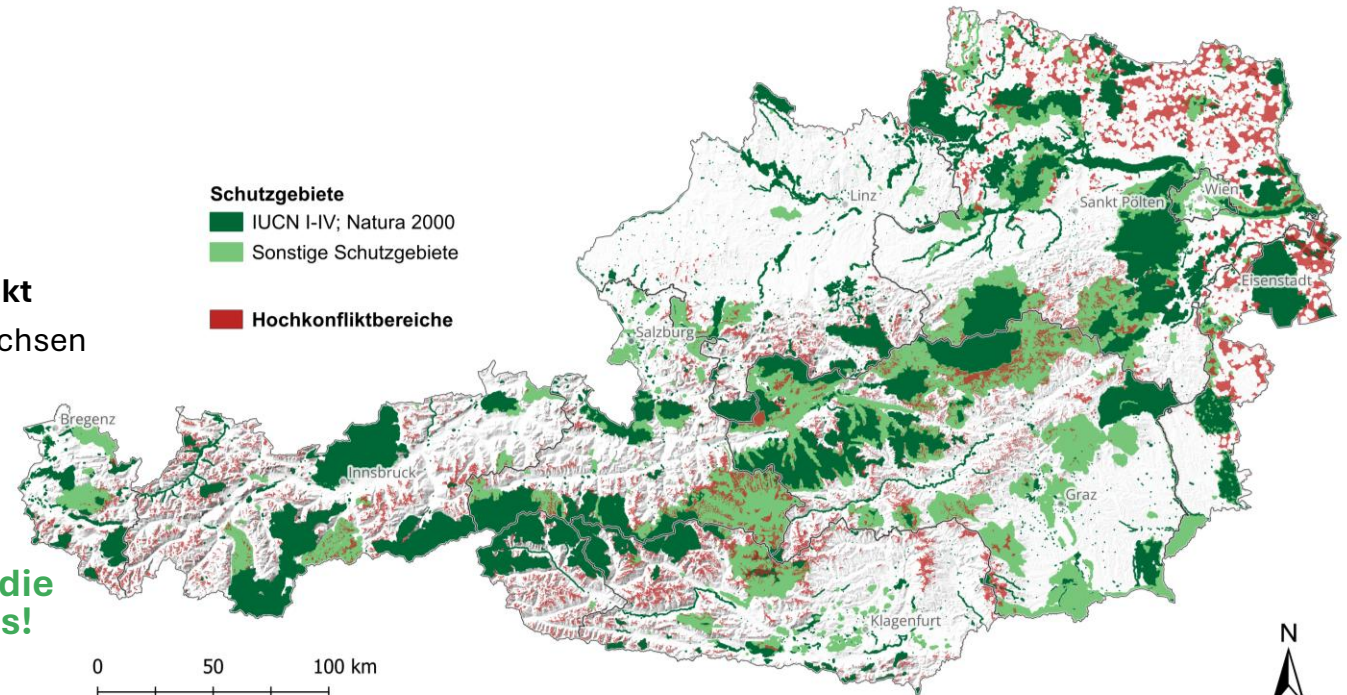 Schutzgebiete
IUCN I-IV; Natura 2000
Sonstige Schutzgebiete
Hochkonfliktbereiche
kt
chsen
die
s!
Linz
Sankt Pölten
Wien
Eisenstadt
Salzburg
Bregenz
Innsbruck
Graz
Klagenfurt
0 50 100 km
N